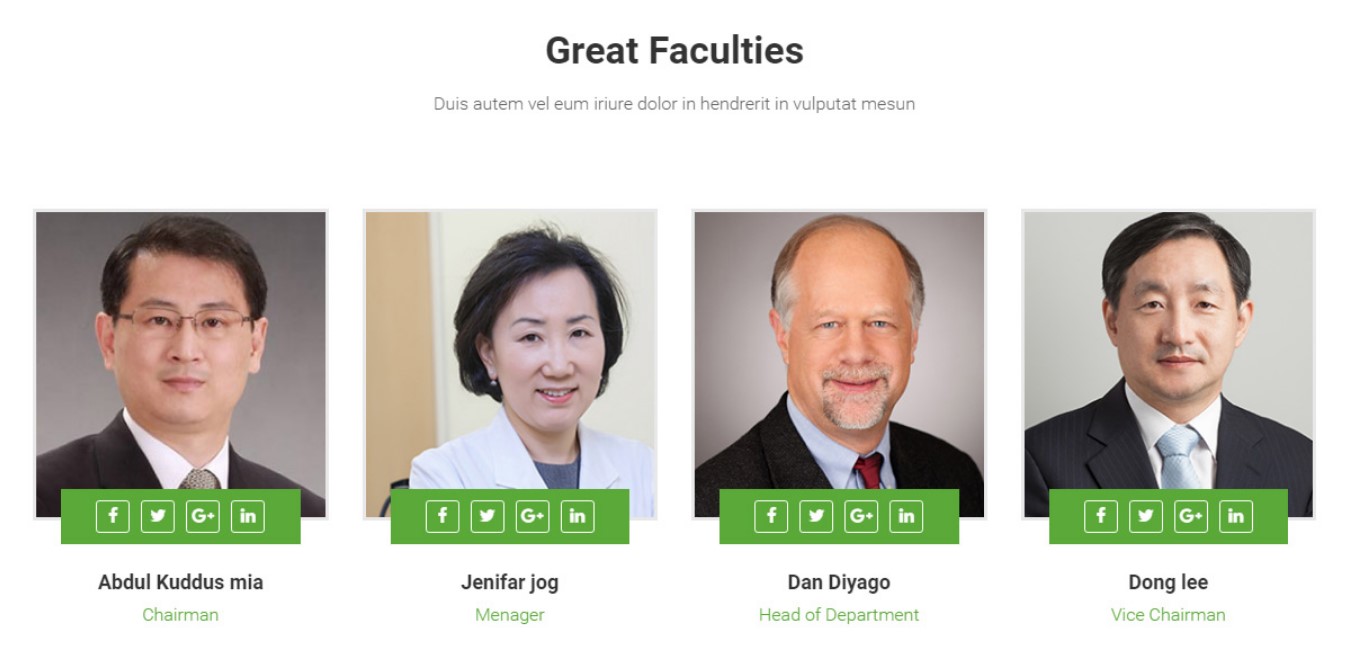 Great Faculties
Duis autem vel eum iriure dolor in hendrerit in vulputat mesun
f G+ in f G+ in f G+ in f G+ in
Abdul Kuddus mia Jenifar jog Dan Diyago Dong lee
Chairman Menager Head of Department Vice Chairman